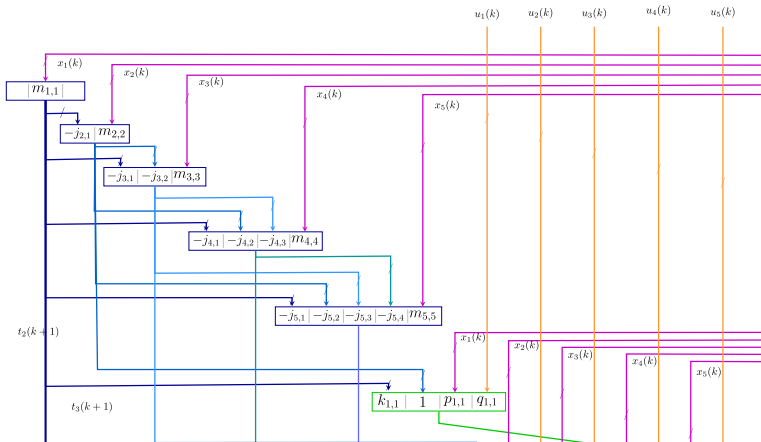 u₁(k) u₂(k) u₃(k) u₄(k) u₅(k)
x₁(k)
x₂(k)
x₃(k)
|m₁,₁|
x₄(k)
x₅(k)
−j₂,₁|m₂,₂
−j₃,₁|−j₃,₂|m₃,₃
−j₄,₁|−j₄,₂|−j₄,₃|m₄,₄
−j₅,₁|−j₅,₂|−j₅,₃|−j₅,₄|m₅,₅
t₂(k+1)
x₁(k)
x₂(k)
x₃(k)
x₄(k)
x₅(k)
k₁,₁| 1 |p₁,₁|q₁,₁
t₃(k+1)